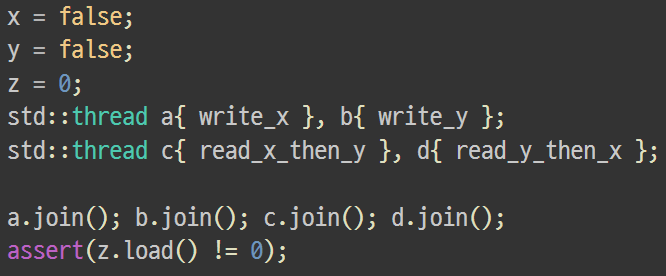 x = false;
y = false;
z = 0;
std::thread a{ write_x }, b{ write_y };
std::thread c{ read_x_then_y }, d{ read_y_then_x };
a.join(); b.join(); c.join(); d.join();
assert(z.load() != 0);